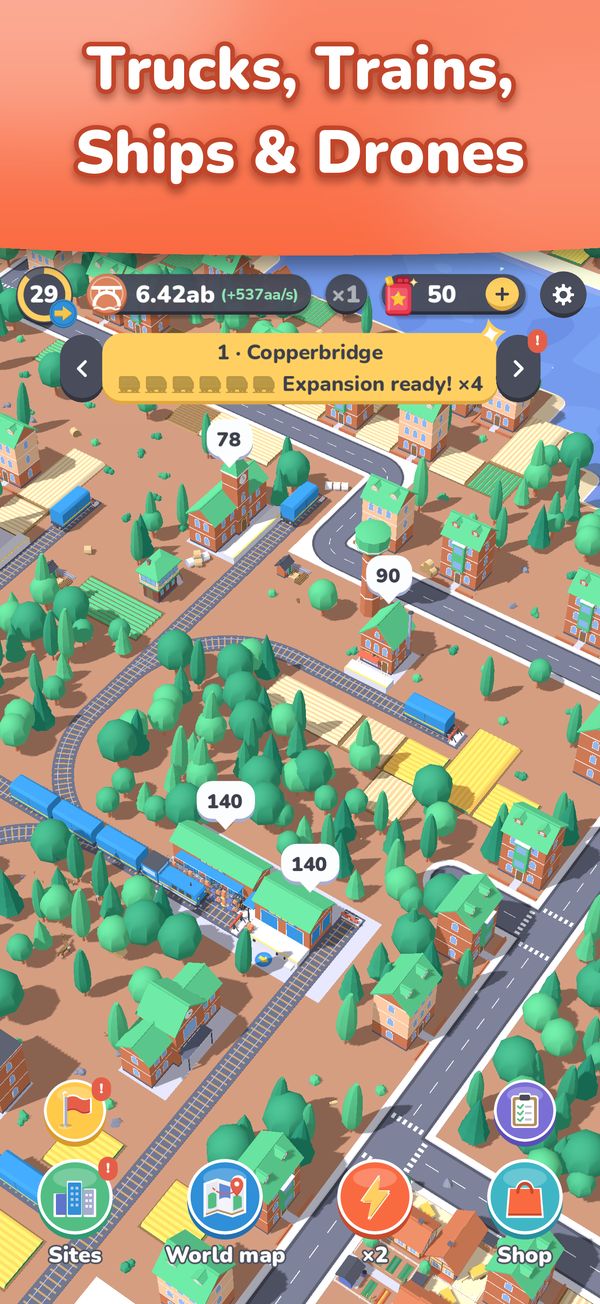 Trucks, Trains,
Ships & Drones
29
6.42ab (+537aa/s)
×1
50
+
1 · Copperbridge
!
Expansion ready! ×4
78
90
140
140
!
!
Sites
World map
×2
Shop